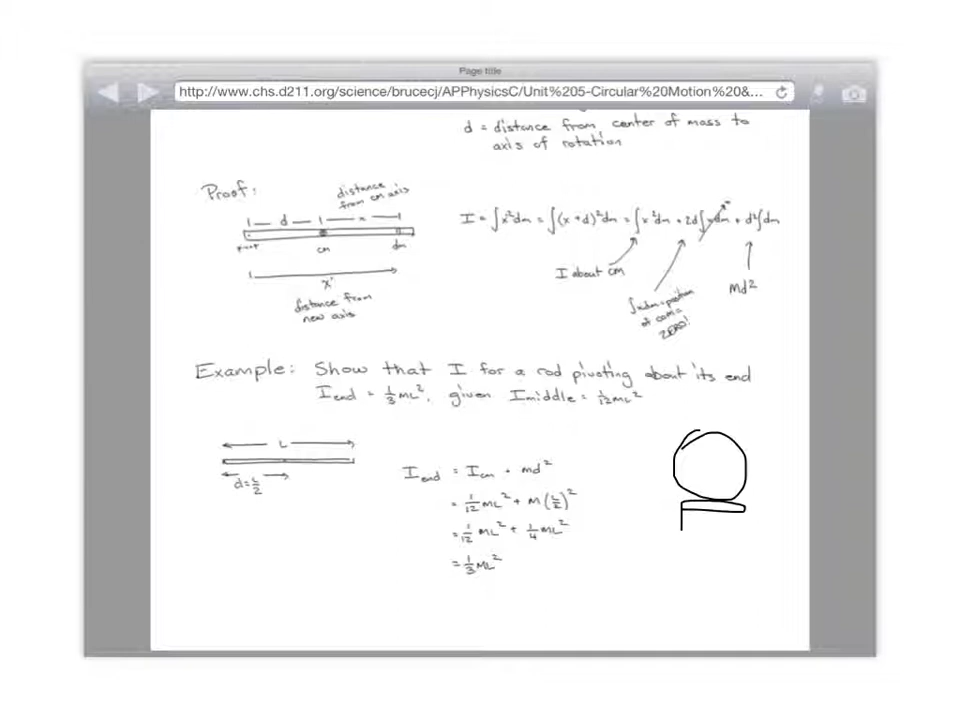 Page title
http://www.chs.d211.org/science/brucecj/APPhysicsC/Unit%205-Circular%20Motion%20&...
d = distance from center of mass to
axis of rotation
Proof:
distance
from cm axis
d x
cm dm
x'
distance from
new axis
I = ∫x'²dm = ∫(x+d)²dm = ∫x²dm + 2d∫xdm + d²∫dm
I about cm
md²
∫xdm = position
of com =
ZERO!
Example: Show that I for a rod pivoting about its end
Iend = 1/3 ML², given Imiddle = 1/12 ML²
L
d = L/2
Iend = Icm + md²
= 1/12 ML² + M(L/2)²
= 1/12 ML² + 1/4 ML²
= 1/3 ML²